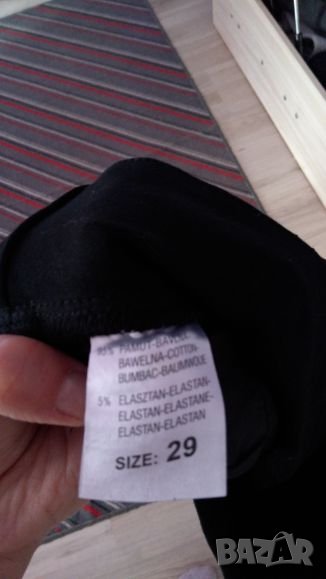 95% PAMUT-BAVLNA-
BAWELNA-COTTON
BUMBAC-BAUMWOLLE
5% ELASZTAN-ELASTAN-
ELASTAN-ELASTANE-
ELASTAN-ELASTAN
SIZE: 29
BAZAR